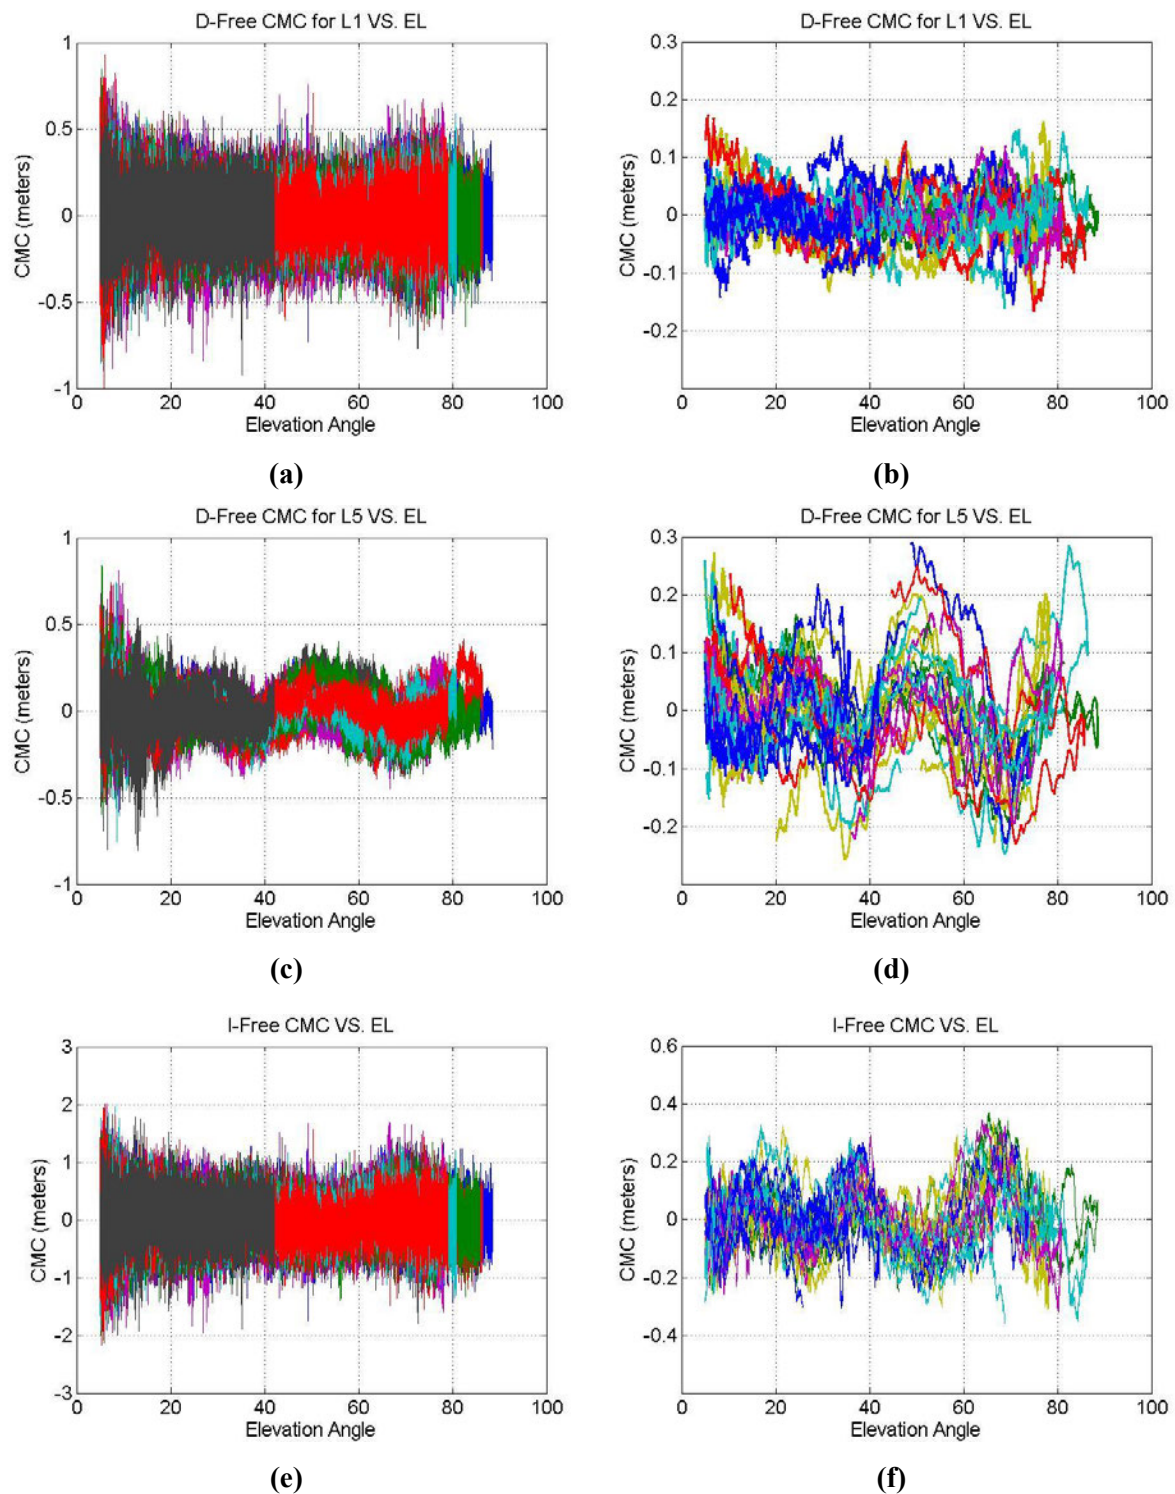 D-Free CMC for L1 VS. EL
D-Free CMC for L1 VS. EL
1
0.5
0
-0.5
-1
CMC (meters)
0 20 40 60 80 100
Elevation Angle
0.3
0.2
0.1
0
-0.1
-0.2
CMC (meters)
0 20 40 60 80 100
Elevation Angle
(a)
(b)
D-Free CMC for L5 VS. EL
D-Free CMC for L5 VS. EL
1
0.5
0
-0.5
-1
CMC (meters)
0 20 40 60 80 100
Elevation Angle
0.3
0.2
0.1
0
-0.1
-0.2
CMC (meters)
0 20 40 60 80 100
Elevation Angle
(c)
(d)
I-Free CMC VS. EL
I-Free CMC VS. EL
3
2
1
0
-1
-2
-3
CMC (meters)
0 20 40 60 80 100
Elevation Angle
0.6
0.4
0.2
0
-0.2
-0.4
CMC (meters)
0 20 40 60 80 100
Elevation Angle
(e)
(f)